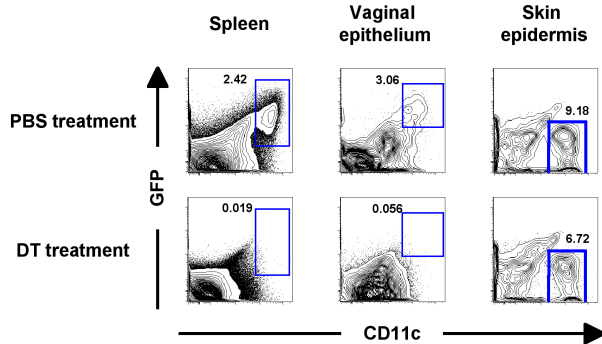 Spleen
Vaginal
epithelium
Skin
epidermis
PBS treatment
2.42
3.06
9.18
GFP
DT treatment
0.019
0.056
6.72
CD11c